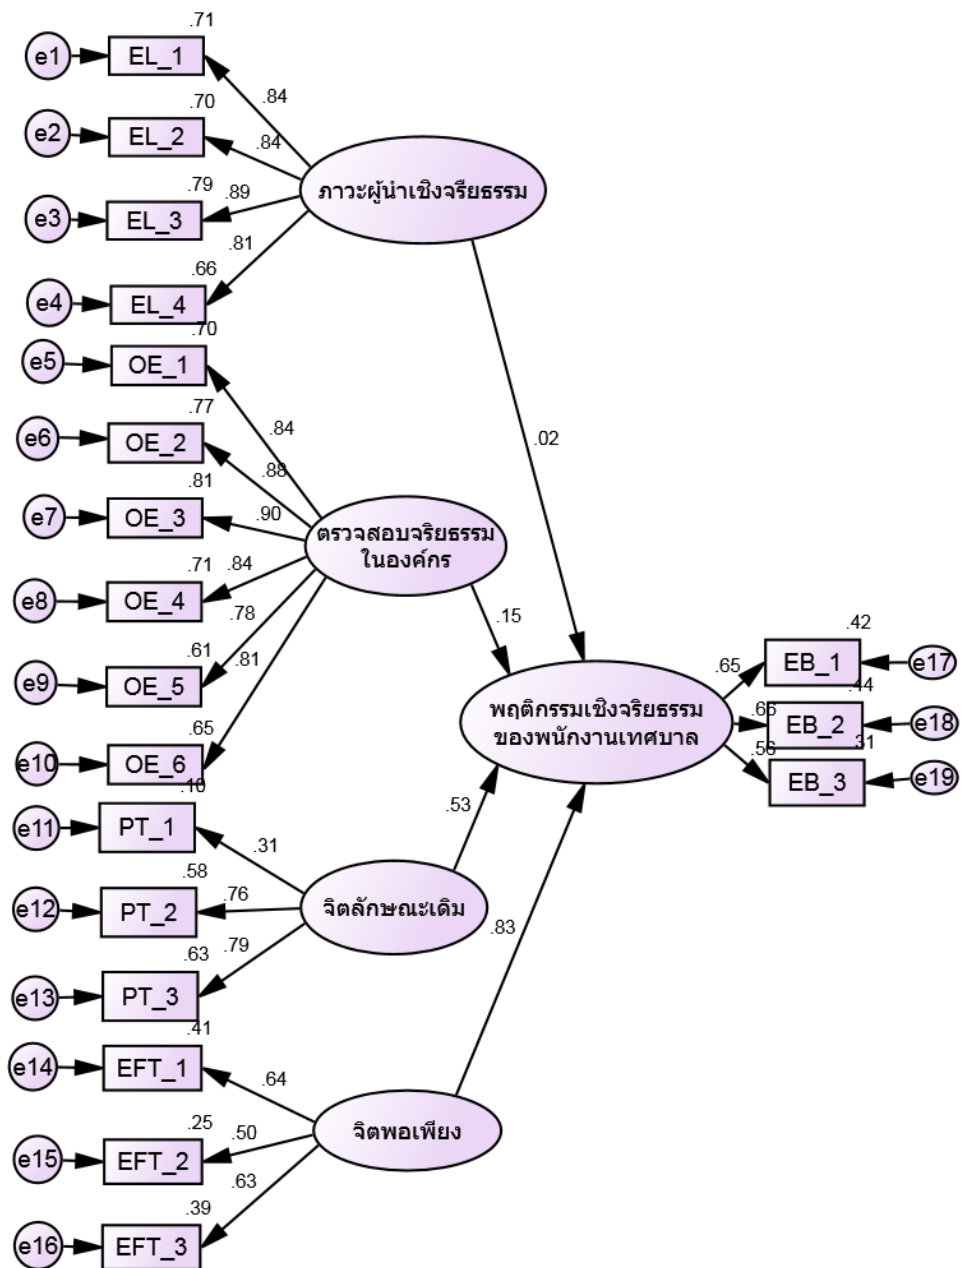 .71
e1
EL_1
.84
.70
e2
EL_2
.84
.79
.89
e3
EL_3
.81
.66
e4
EL_4
ภาวะผู้นำเชิงจริยธรรม
.70
e5
OE_1
.77
.84
e6
OE_2
.88
.81
e7
OE_3
.90
.71
.84
e8
OE_4
.78
.61
.81
e9
OE_5
.65
e10
OE_6
ตรวจสอบจริยธรรม
ในองค์กร
.02
.15
.10
e11
PT_1
.31
.58
.76
e12
PT_2
.79
.63
e13
PT_3
จิตลักษณะเดิม
.53
.41
e14
EFT_1
.64
.25
.50
e15
EFT_2
.63
.39
e16
EFT_3
จิตพอเพียง
.83
พฤติกรรมเชิงจริยธรรม
ของพนักงานเทศบาล
.42
.65
EB_1
e17
.44
.66
EB_2
e18
.31
.56
EB_3
e19